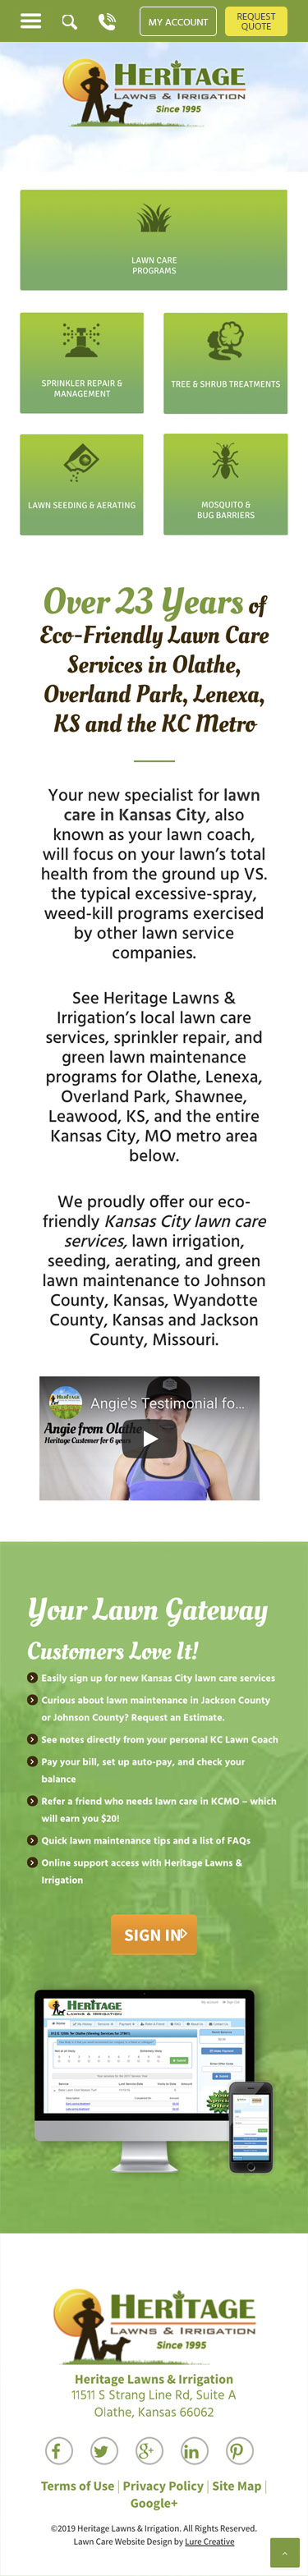 MY ACCOUNT
REQUEST
QUOTE
HERITAGE
LAWNS & IRRIGATION
Since 1995
LAWN CARE
PROGRAMS
SPRINKLER REPAIR &
MANAGEMENT
TREE & SHRUB TREATMENTS
LAWN SEEDING & AERATING
MOSQUITO &
BUG BARRIERS
Over 23 Years of
Eco-Friendly Lawn Care
Services in Olathe,
Overland Park, Lenexa,
KS and the KC Metro
Your new specialist for lawn
care in Kansas City, also
known as your lawn coach,
will focus on your lawn's total
health from the ground up VS.
the typical excessive-spray,
weed-kill programs exercised
by other lawn service
companies.
See Heritage Lawns &
Irrigation's local lawn care
services, sprinkler repair, and
green lawn maintenance
programs for Olathe, Lenexa,
Overland Park, Shawnee,
Leawood, KS, and the entire
Kansas City, MO metro area
below.
We proudly offer our eco-
friendly Kansas City lawn care
services, lawn irrigation,
seeding, aerating, and green
lawn maintenance to Johnson
County, Kansas, Wyandotte
County, Kansas and Jackson
County, Missouri.
Angie's Testimonial fo...
Angie from Olathe
Heritage Customer for 6 years
Your Lawn Gateway
Customers Love It!
Easily sign up for new Kansas City lawn care services
Curious about lawn maintenance in Jackson County
or Johnson County? Request an Estimate.
See notes directly from your personal KC Lawn Coach
Pay your bill, set up auto-pay, and check your
balance
Refer a friend who needs lawn care in KCMO – which
will earn you $20!
Quick lawn maintenance tips and a list of FAQs
Online support access with Heritage Lawns &
Irrigation
SIGN IN
HERITAGE
LAWNS & IRRIGATION
HERITAGE
LAWNS & IRRIGATION
Since 1995
Heritage Lawns & Irrigation
11511 S Strang Line Rd, Suite A
Olathe, Kansas 66062
Terms of Use | Privacy Policy | Site Map |
Google+
©2019 Heritage Lawns & Irrigation. All Rights Reserved.
Lawn Care Website Design by Lure Creative